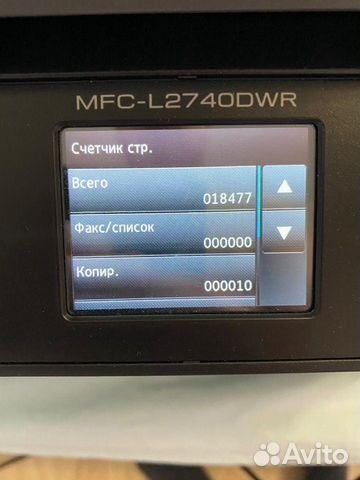 MFC-L2740DWR
Счетчик стр.
Всего
018477
Факс/список
000000
Копир.
000010
Avito